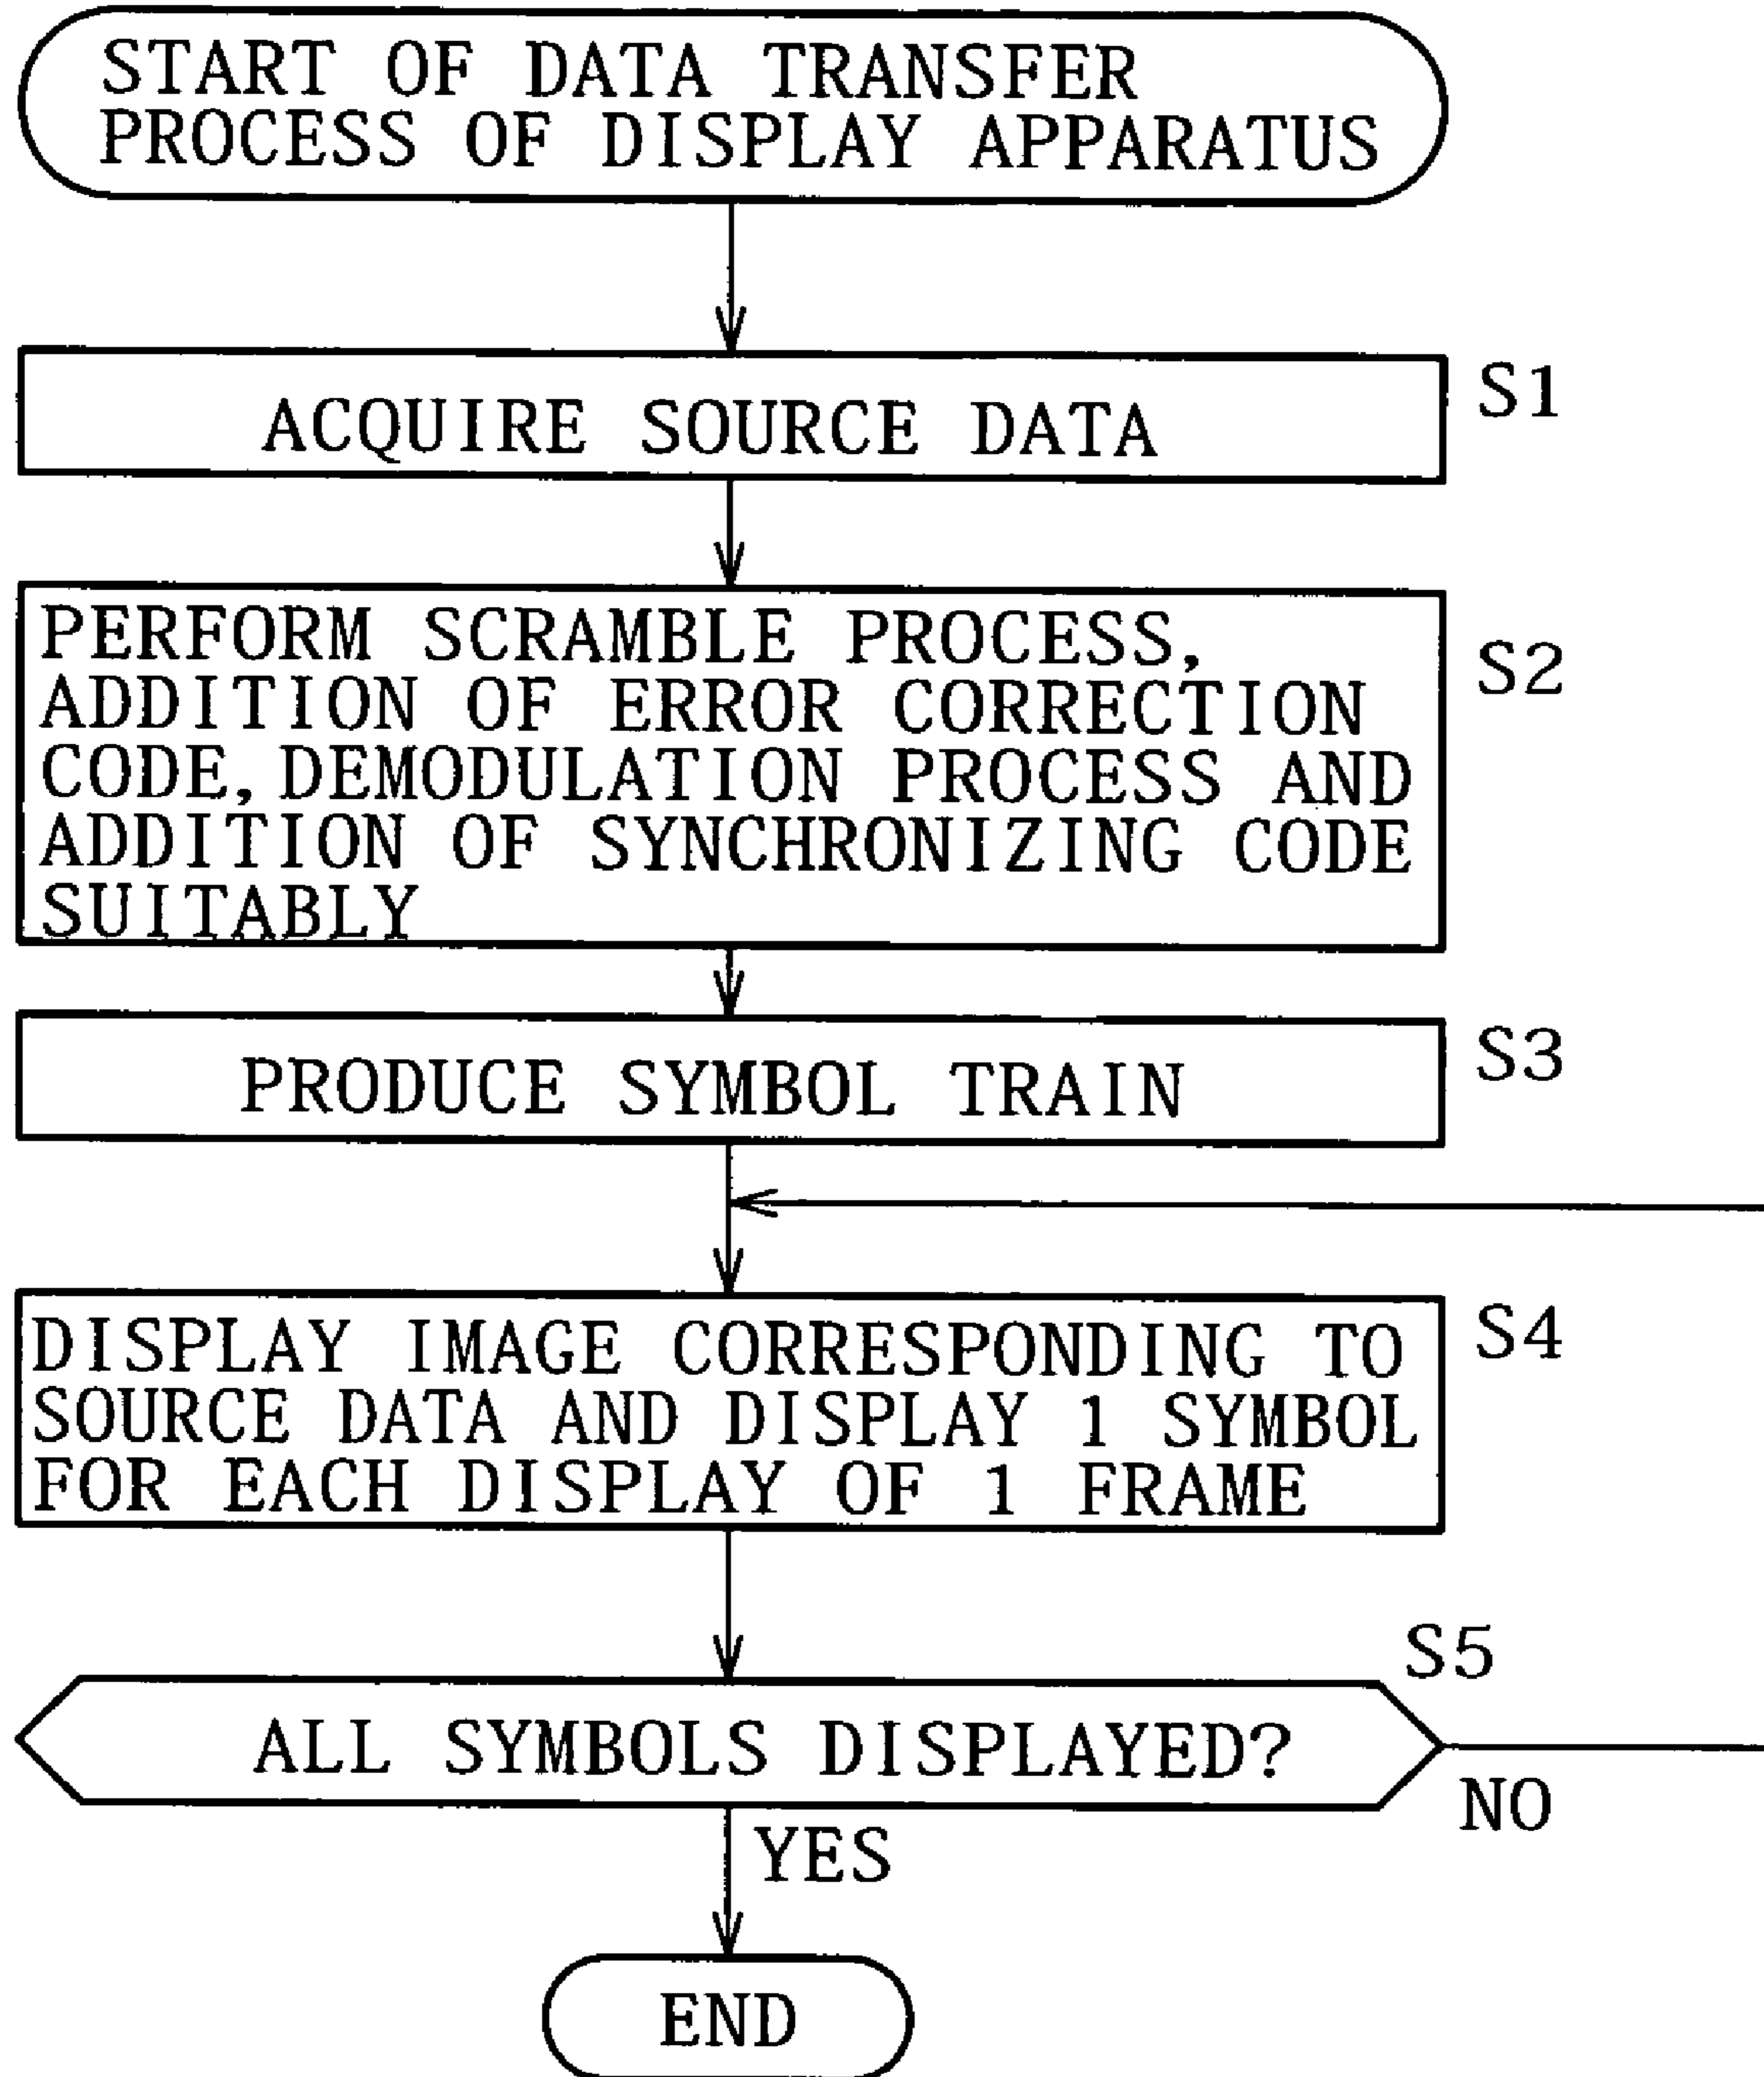 START OF DATA TRANSFER
PROCESS OF DISPLAY APPARATUS
ACQUIRE SOURCE DATA
S1
PERFORM SCRAMBLE PROCESS,
ADDITION OF ERROR CORRECTION
CODE, DEMODULATION PROCESS AND
ADDITION OF SYNCHRONIZING CODE
SUITABLY
S2
PRODUCE SYMBOL TRAIN
S3
DISPLAY IMAGE CORRESPONDING TO
SOURCE DATA AND DISPLAY 1 SYMBOL
FOR EACH DISPLAY OF 1 FRAME
S4
S5
ALL SYMBOLS DISPLAYED?
NO
YES
END